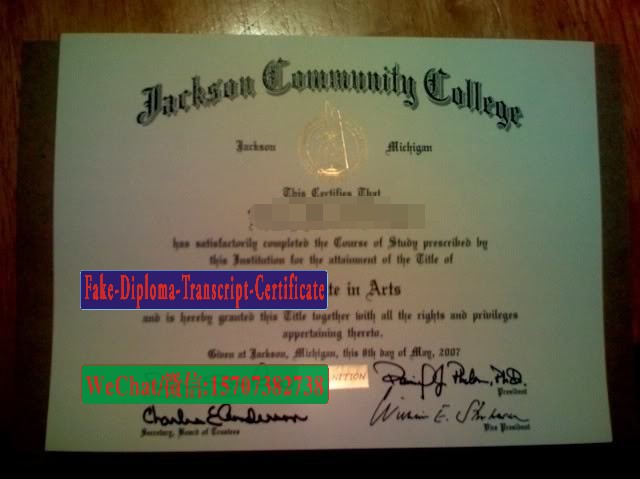 Jackson Community College
Jackson Michigan
This Certifies That
has satisfactorily completed the Course of Study prescribed by
this Institution for the attainment of the Title of
Fake-Diploma-Transcript-Certificate
te in Arts
and is hereby granted this Title together with all the rights and privileges
appertaining thereto.
Given at Jackson, Michigan, this 8th day of May, 2007
WeChat/微信:15707382738
NITION
President
Secretary, Board of Trustees
Vice President